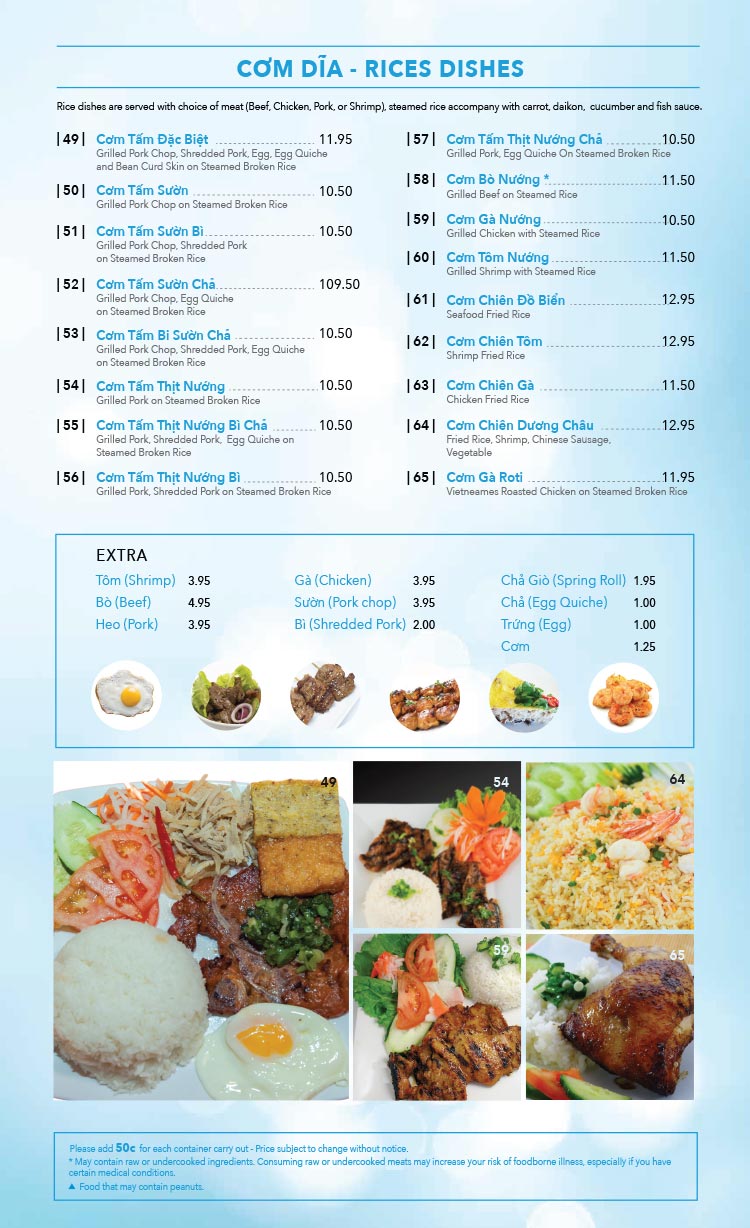 CƠM DĨA - RICES DISHES
Rice dishes are served with choice of meat (Beef, Chicken, Pork, or Shrimp), steamed rice accompany with carrot, daikon, cucumber and fish sauce.
| 49 | Cơm Tấm Đặc Biệt 11.95
Grilled Pork Chop, Shredded Pork, Egg, Egg Quiche
and Bean Curd Skin on Steamed Broken Rice
| 50 | Cơm Tấm Sườn 10.50
Grilled Pork Chop on Steamed Broken Rice
| 51 | Cơm Tấm Sườn Bì 10.50
Grilled Pork Chop, Shredded Pork
on Steamed Broken Rice
| 52 | Cơm Tấm Sườn Chả 109.50
Grilled Pork Chop, Egg Quiche
on Steamed Broken Rice
| 53 | Cơm Tấm Bi Sườn Chả 10.50
Grilled Pork Chop, Shredded Pork, Egg Quiche
on Steamed Broken Rice
| 54 | Cơm Tấm Thịt Nướng 10.50
Grilled Pork on Steamed Broken Rice
| 55 | Cơm Tấm Thịt Nướng Bì Chả 10.50
Grilled Pork, Shredded Pork, Egg Quiche on
Steamed Broken Rice
| 56 | Cơm Tấm Thịt Nướng Bì 10.50
Grilled Pork, Shredded Pork on Steamed Broken Rice
| 57 | Cơm Tấm Thịt Nướng Chả 10.50
Grilled Pork, Egg Quiche On Steamed Broken Rice
| 58 | Cơm Bò Nướng * 11.50
Grilled Beef on Steamed Rice
| 59 | Cơm Gà Nướng 10.50
Grilled Chicken with Steamed Rice
| 60 | Cơm Tôm Nướng 11.50
Grilled Shrimp with Steamed Rice
| 61 | Cơm Chiên Đồ Biển 12.95
Seafood Fried Rice
| 62 | Cơm Chiên Tôm 12.95
Shrimp Fried Rice
| 63 | Cơm Chiên Gà 11.50
Chicken Fried Rice
| 64 | Cơm Chiên Dương Châu 12.95
Fried Rice, Shrimp, Chinese Sausage,
Vegetable
| 65 | Cơm Gà Roti 11.95
Vietneames Roasted Chicken on Steamed Broken Rice
EXTRA
Tôm (Shrimp) 3.95
Bò (Beef) 4.95
Heo (Pork) 3.95
Gà (Chicken) 3.95
Sườn (Pork chop) 3.95
Bì (Shredded Pork) 2.00
Chả Giò (Spring Roll) 1.95
Chả (Egg Quiche) 1.00
Trứng (Egg) 1.00
Cơm 1.25
49
54
64
59
65
Please add 50c for each container carry out - Price subject to change without notice.
* May contain raw or undercooked ingredients. Consuming raw or undercooked meats may increase your risk of foodborne illness, especially if you have
certain medical conditions.
▲ Food that may contain peanuts.